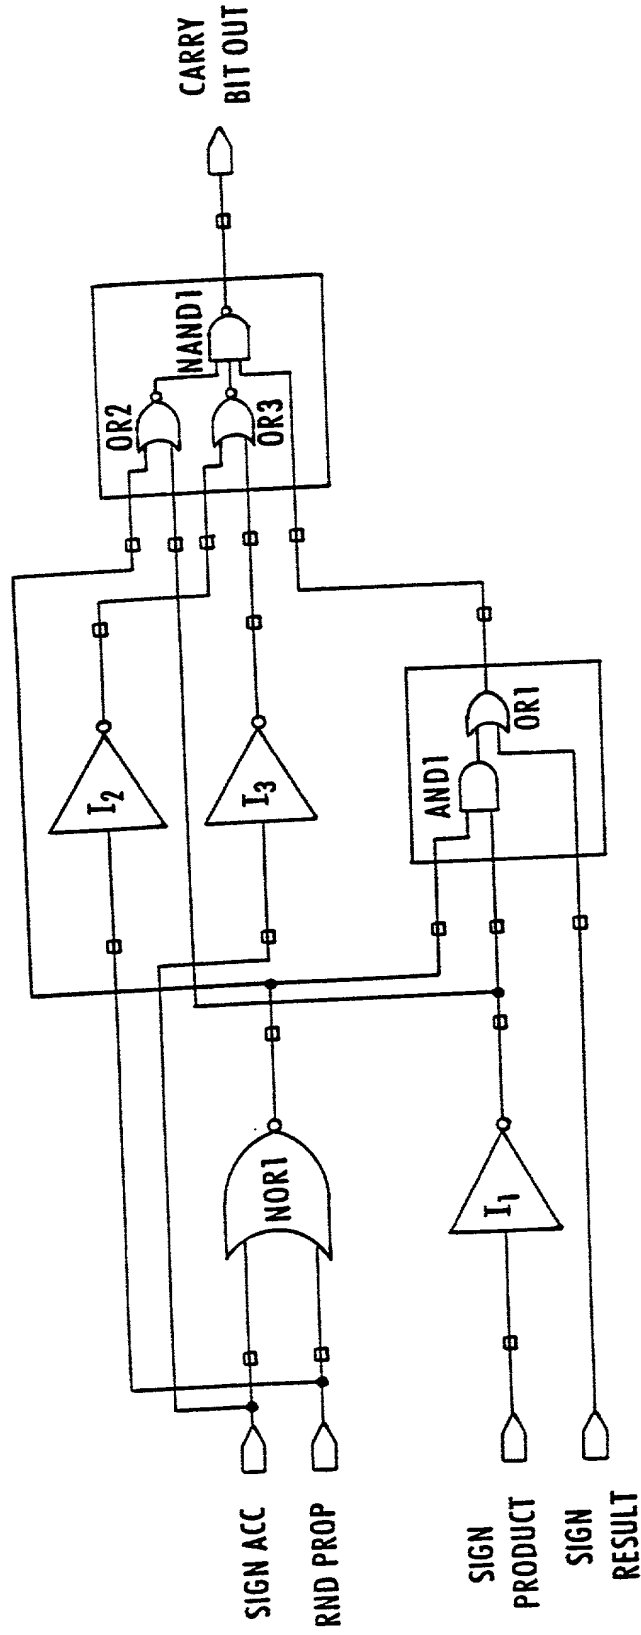 CARRY
BIT OUT
NAND1
OR2
OR3
I2
I3
AND1
OR1
NOR1
I1
SIGN ACC
RND PROP
SIGN
PRODUCT
SIGN
RESULT